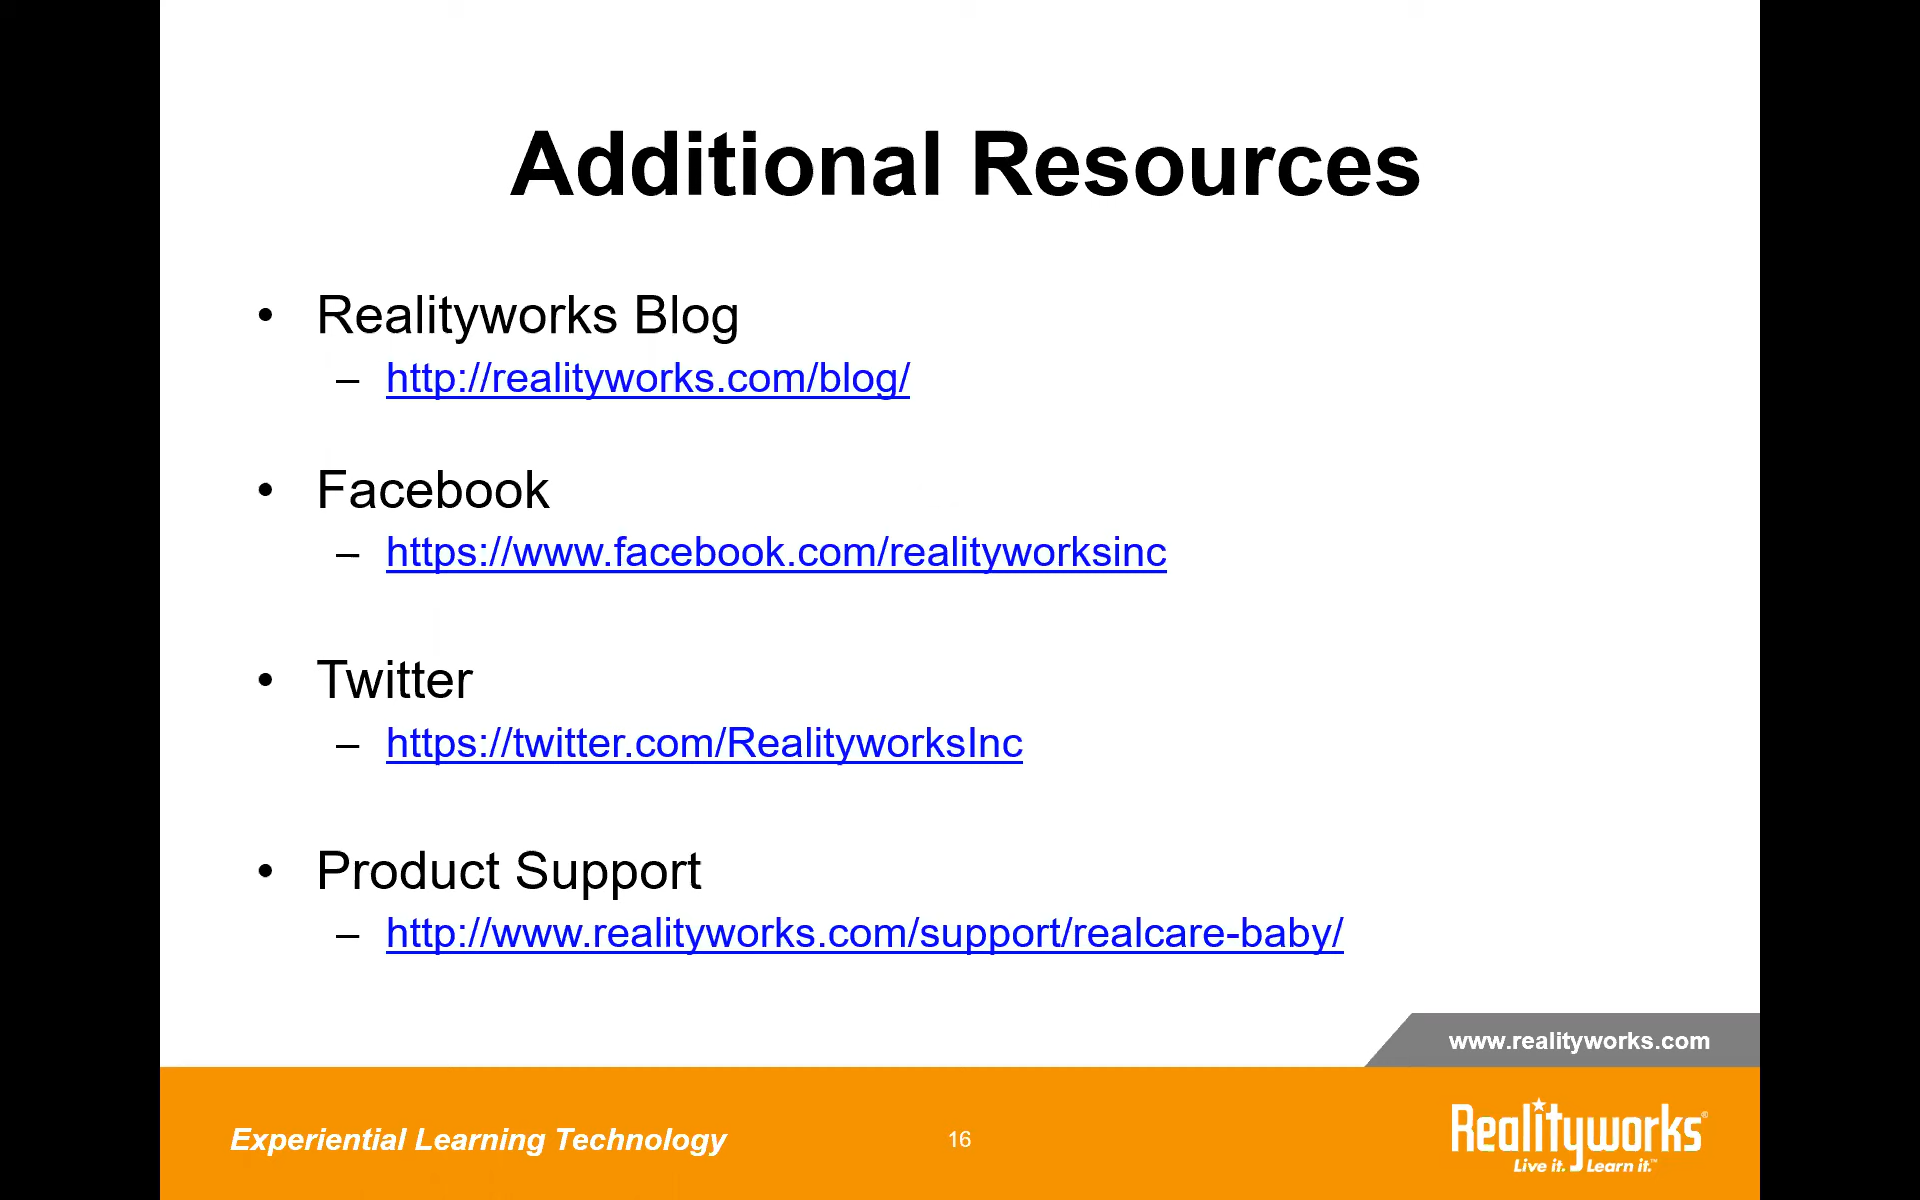 Additional Resources
• Realityworks Blog
– http://realityworks.com/blog/
• Facebook
– https://www.facebook.com/realityworksinc
• Twitter
– https://twitter.com/RealityworksInc
• Product Support
– http://www.realityworks.com/support/realcare-baby/
www.realityworks.com
Experiential Learning Technology
16
Realityworks®
Live it. Learn it.™